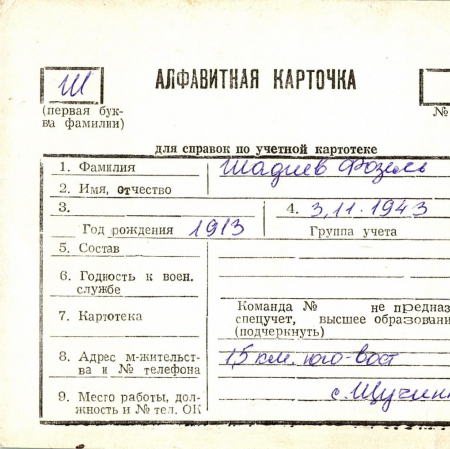 Ш АЛФАВИТНАЯ КАРТОЧКА
(первая бук-
ва фамилии) №
для справок по учетной картотеке
1. Фамилия Шадиев Фозель
2. Имя, отчество
3. 4. 3.11.1943
Год рождения 1913 Группа учета
5. Состав
6. Годность к воен.
службе
Команда № не предназ
7. Картотека спецучет, высшее образовани
(подчеркнуть)
8. Адрес м-жительст-
ва и № телефона 15 км. юго-вост
9. Место работы, дол-
жность и № тел. ОК с. Щучин